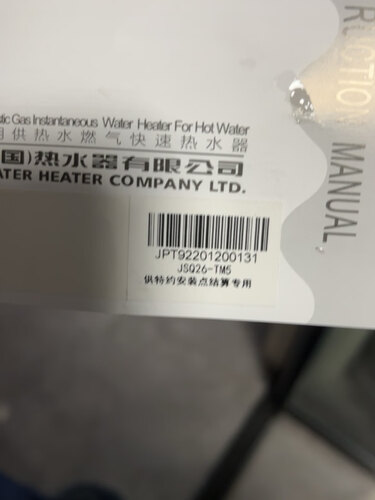 RUCTION MANUAL
stic Gas Instantaneous Water Heater For Hot Water
用供热水燃气快速热水器
国)热水器有限公司
ATER HEATER COMPANY LTD.
JPT92201200131
JSQ26-TM5
供特约安装点结算专用